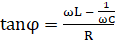 tanφ = (ωL − 1/ωC)/R